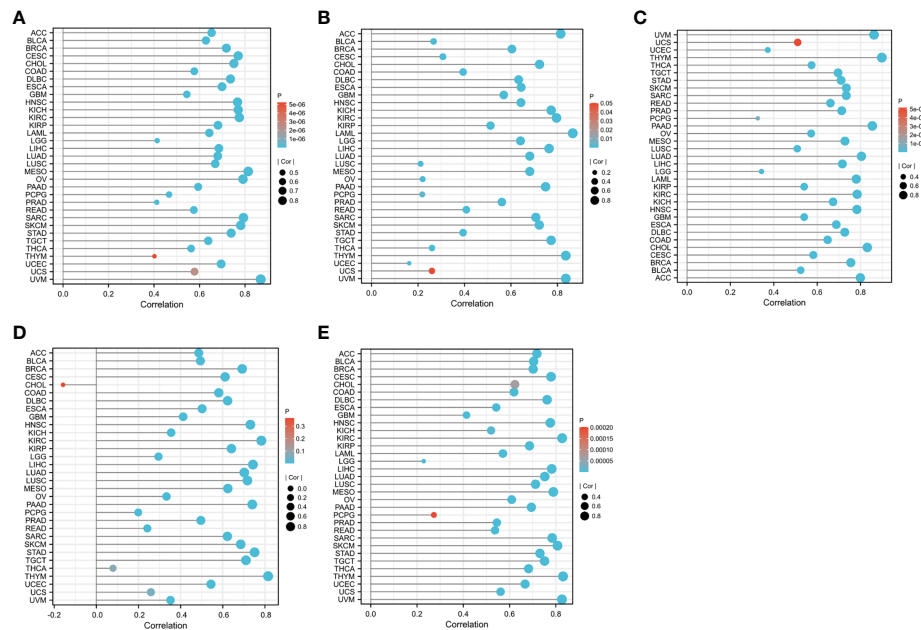 A
ACC
BLCA
BRCA
CESC
CHOL
COAD
DLBC
ESCA
GBM
HNSC
KICH
KIRC
KIRP
LAML
LGG
LIHC
LUAD
LUSC
MESO
OV
PAAD
PCPG
PRAD
READ
SARC
SKCM
STAD
TGCT
THCA
THYM
UCEC
UCS
UVM
0.0 0.2 0.4 0.6 0.8
Correlation
P
5e-06
4e-06
3e-06
2e-06
1e-06
| Cor |
0.5
0.6
0.7
0.8
B
ACC
BLCA
BRCA
CESC
CHOL
COAD
DLBC
ESCA
GBM
HNSC
KICH
KIRC
KIRP
LAML
LGG
LIHC
LUAD
LUSC
MESO
OV
PAAD
PCPG
PRAD
READ
SARC
SKCM
STAD
TGCT
THCA
THYM
UCEC
UCS
UVM
0.0 0.2 0.4 0.6 0.8
Correlation
P
0.05
0.04
0.03
0.02
0.01
| Cor |
0.2
0.4
0.6
0.8
C
UVM
UCS
UCEC
THYM
THCA
TGCT
STAD
SKCM
SARC
READ
PRAD
PCPG
PAAD
OV
MESO
LUSC
LUAD
LIHC
LGG
LAML
KIRP
KIRC
KICH
HNSC
GBM
ESCA
DLBC
COAD
CHOL
CESC
BRCA
BLCA
ACC
0.0 0.2 0.4 0.6 0.8
Correlation
P
| Cor |
0.4
0.6
0.8
D
ACC
BLCA
BRCA
CESC
CHOL
COAD
DLBC
ESCA
GBM
HNSC
KICH
KIRC
KIRP
LGG
LIHC
LUAD
LUSC
MESO
OV
PAAD
PCPG
PRAD
READ
SARC
SKCM
STAD
TGCT
THCA
THYM
UCEC
UCS
UVM
-0.2 0.0 0.2 0.4 0.6 0.8
Correlation
P
0.3
0.2
0.1
| Cor |
0.0
0.2
0.4
0.6
0.8
E
ACC
BLCA
BRCA
CESC
CHOL
COAD
DLBC
ESCA
GBM
HNSC
KICH
KIRC
KIRP
LAML
LGG
LIHC
LUAD
LUSC
MESO
OV
PAAD
PCPG
PRAD
READ
SARC
SKCM
STAD
TGCT
THCA
THYM
UCEC
UCS
UVM
0.0 0.2 0.4 0.6 0.8
Correlation
P
0.00020
0.00015
0.00010
0.00005
| Cor |
0.4
0.6
0.8